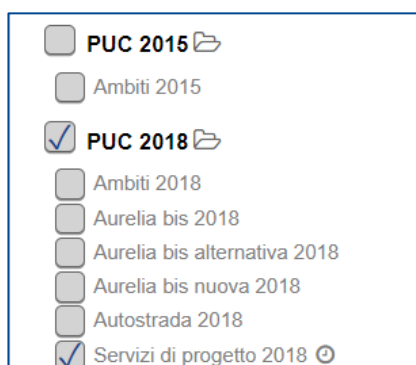 PUC 2015
Ambiti 2015
PUC 2018
Ambiti 2018
Aurelia bis 2018
Aurelia bis alternativa 2018
Aurelia bis nuova 2018
Autostrada 2018
Servizi di progetto 2018